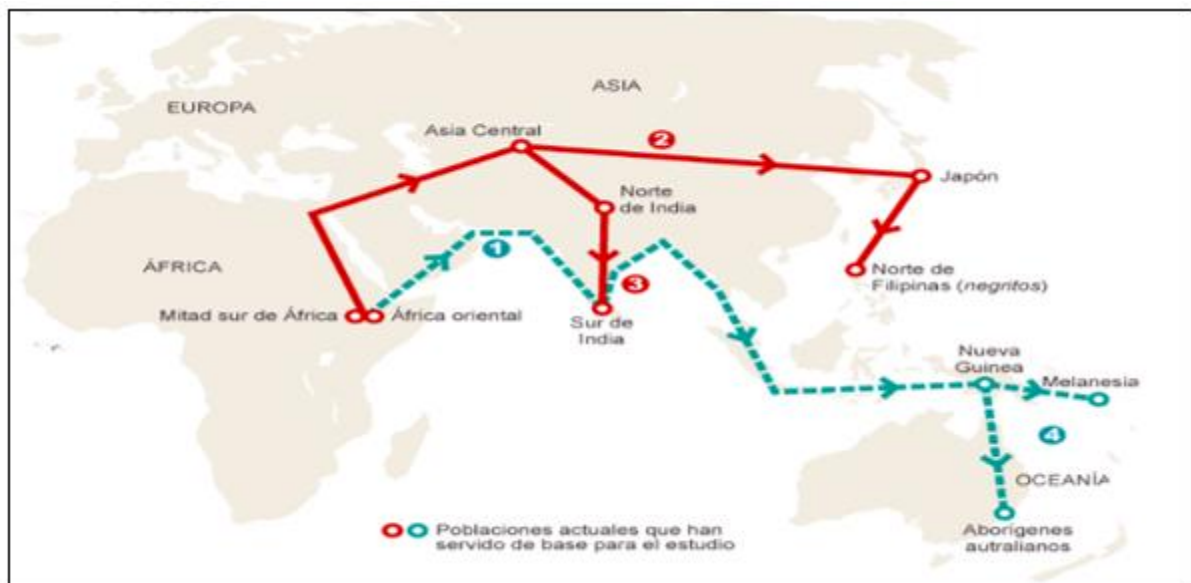 ASIA
EUROPA
Asia Central
2
Japón
Norte
de India
1
ÁFRICA
3
Norte de
Filipinas (negritos)
Mitad sur de África
África oriental
Sur de
India
Nueva
Guinea
Melanesia
4
OCEANÍA
Poblaciones actuales que han
servido de base para el estudio
Aborígenes
autralianos